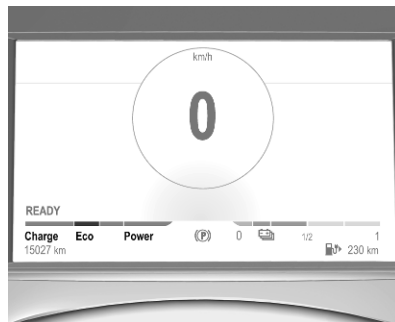 km/h
0
READY
Charge Eco Power (P) 0 1/2 1
15027 km 230 km